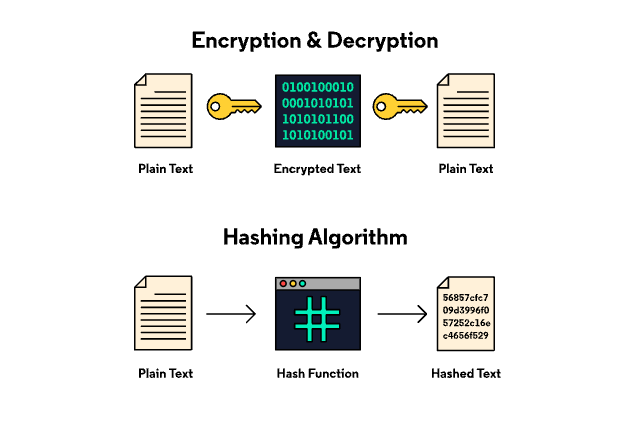 Encryption & Decryption
0100100010
0001010101
1010101100
1010100101
Plain Text
Encrypted Text
Plain Text
Hashing Algorithm
56857cfc7
09d3996f0
57252c16e
c4656f529
Plain Text
Hash Function
Hashed Text